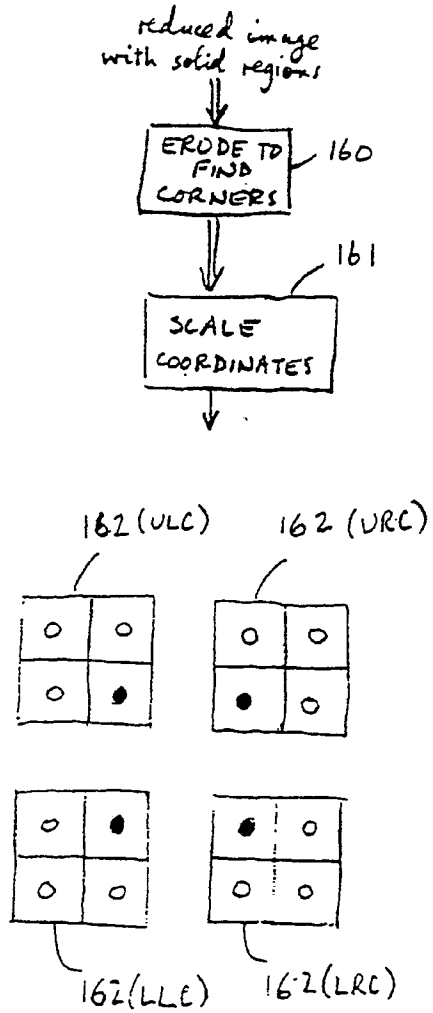 reduced image
with solid regions
ERODE TO
FIND
CORNERS
160
161
SCALE
COORDINATES
162 (ULC)
162 (URC)
162 (LLC)
162 (LRC)